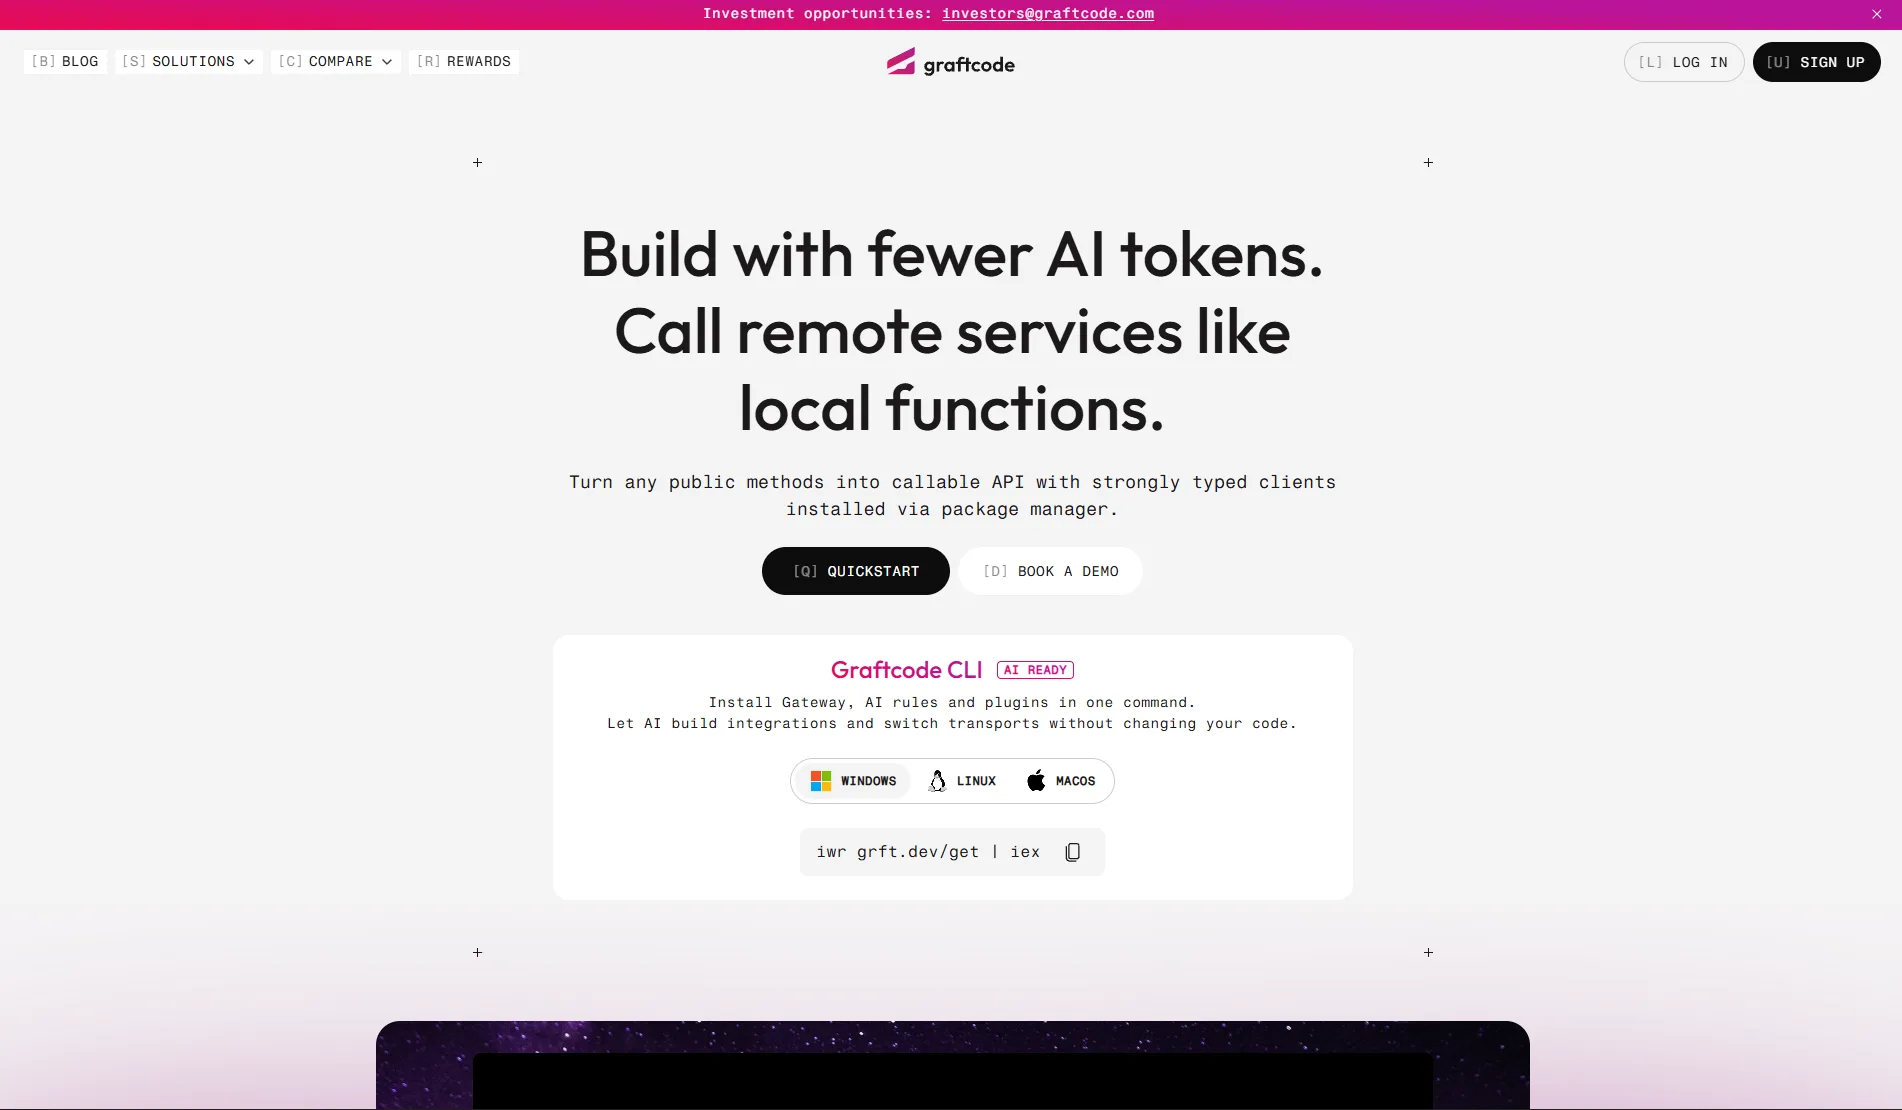 Investment opportunities: investors@graftcode.com
[B] BLOG [S] SOLUTIONS [C] COMPARE [R] REWARDS
graftcode
[L] LOG IN [U] SIGN UP
Build with fewer AI tokens.
Call remote services like
local functions.
Turn any public methods into callable API with strongly typed clients
installed via package manager.
[Q] QUICKSTART [D] BOOK A DEMO
Graftcode CLI AI READY
Install Gateway, AI rules and plugins in one command.
Let AI build integrations and switch transports without changing your code.
WINDOWS LINUX MACOS
iwr grft.dev/get | iex